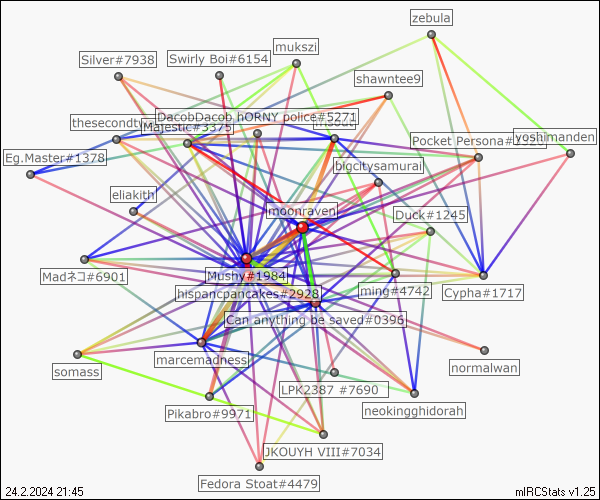 zebula
Silver#7938
Swirly Boi#6154
mukszi
shawntee9
thesecondtv
DacobDacob hORNY police#5271
Majestic#3375
Pocket Persona#
yoshimanden
Eg.Master#1378
bigcitysamurai
eliakith
moonraven
Duck#1245
Madネコ#6901
Mushy#1984
hispancpancakes#2928
ming#4742
Cypha#1717
Can anything be saved#0396
marcemadness
normalwan
somass
LPK2387 #7690
neokingghidorah
Pikabro#9971
JKOUYH VIII#7034
Fedora Stoat#4479
24.2.2024 21:45
mIRCStats v1.25